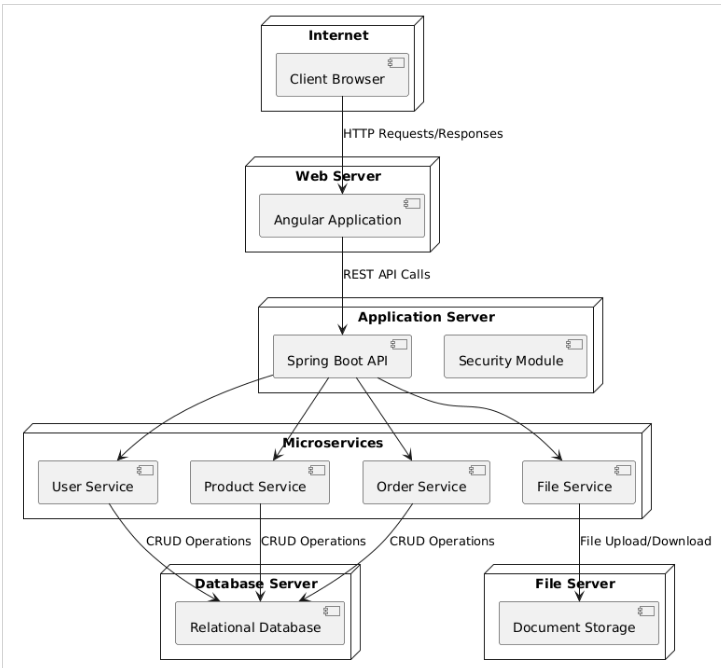 Internet
Client Browser
HTTP Requests/Responses
Web Server
Angular Application
REST API Calls
Application Server
Spring Boot API
Security Module
Microservices
User Service
Product Service
Order Service
File Service
CRUD Operations
CRUD Operations
CRUD Operations
File Upload/Download
Database Server
File Server
Relational Database
Document Storage